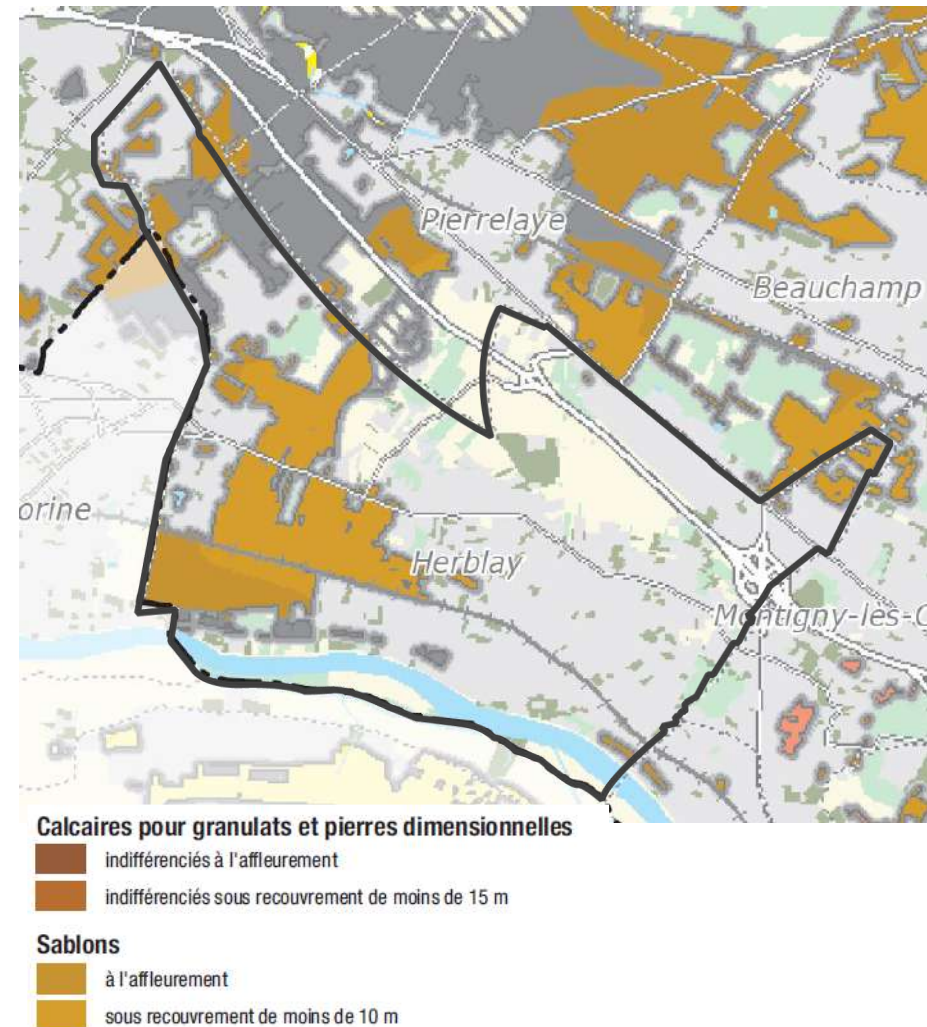 Pierrelaye
Beauchamp
orine
Herblay
Montigny-lès-C
Calcaires pour granulats et pierres dimensionnelles
indifférenciés à l'affleurement
indifférenciés sous recouvrement de moins de 15 m
Sablons
à l'affleurement
sous recouvrement de moins de 10 m